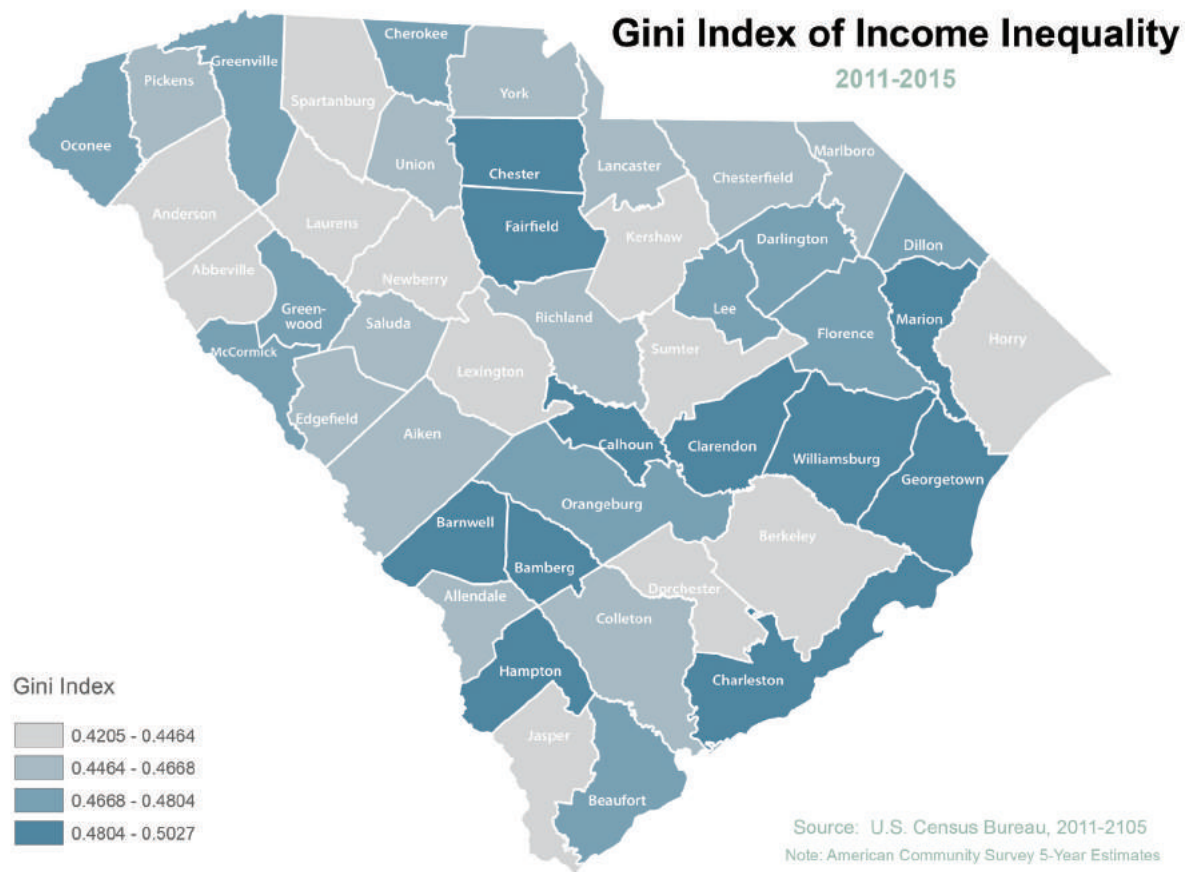 Gini Index of Income Inequality
2011-2015
Cherokee
Greenville
Pickens
York
Spartanburg
Oconee
Union
Chester
Lancaster
Marlboro
Chesterfield
Anderson
Laurens
Fairfield
Kershaw
Darlington
Dillon
Abbeville
Newberry
Green-
wood
Saluda
Richland
Lee
Marion
Florence
Horry
McCormick
Lexington
Sumter
Edgefield
Aiken
Calhoun
Clarendon
Williamsburg
Georgetown
Orangeburg
Barnwell
Berkeley
Bamberg
Dorchester
Allendale
Colleton
Hampton
Charleston
Jasper
Beaufort
Gini Index
0.4205 - 0.4464
0.4464 - 0.4668
0.4668 - 0.4804
0.4804 - 0.5027
Source: U.S. Census Bureau, 2011-2105
Note: American Community Survey 5-Year Estimates